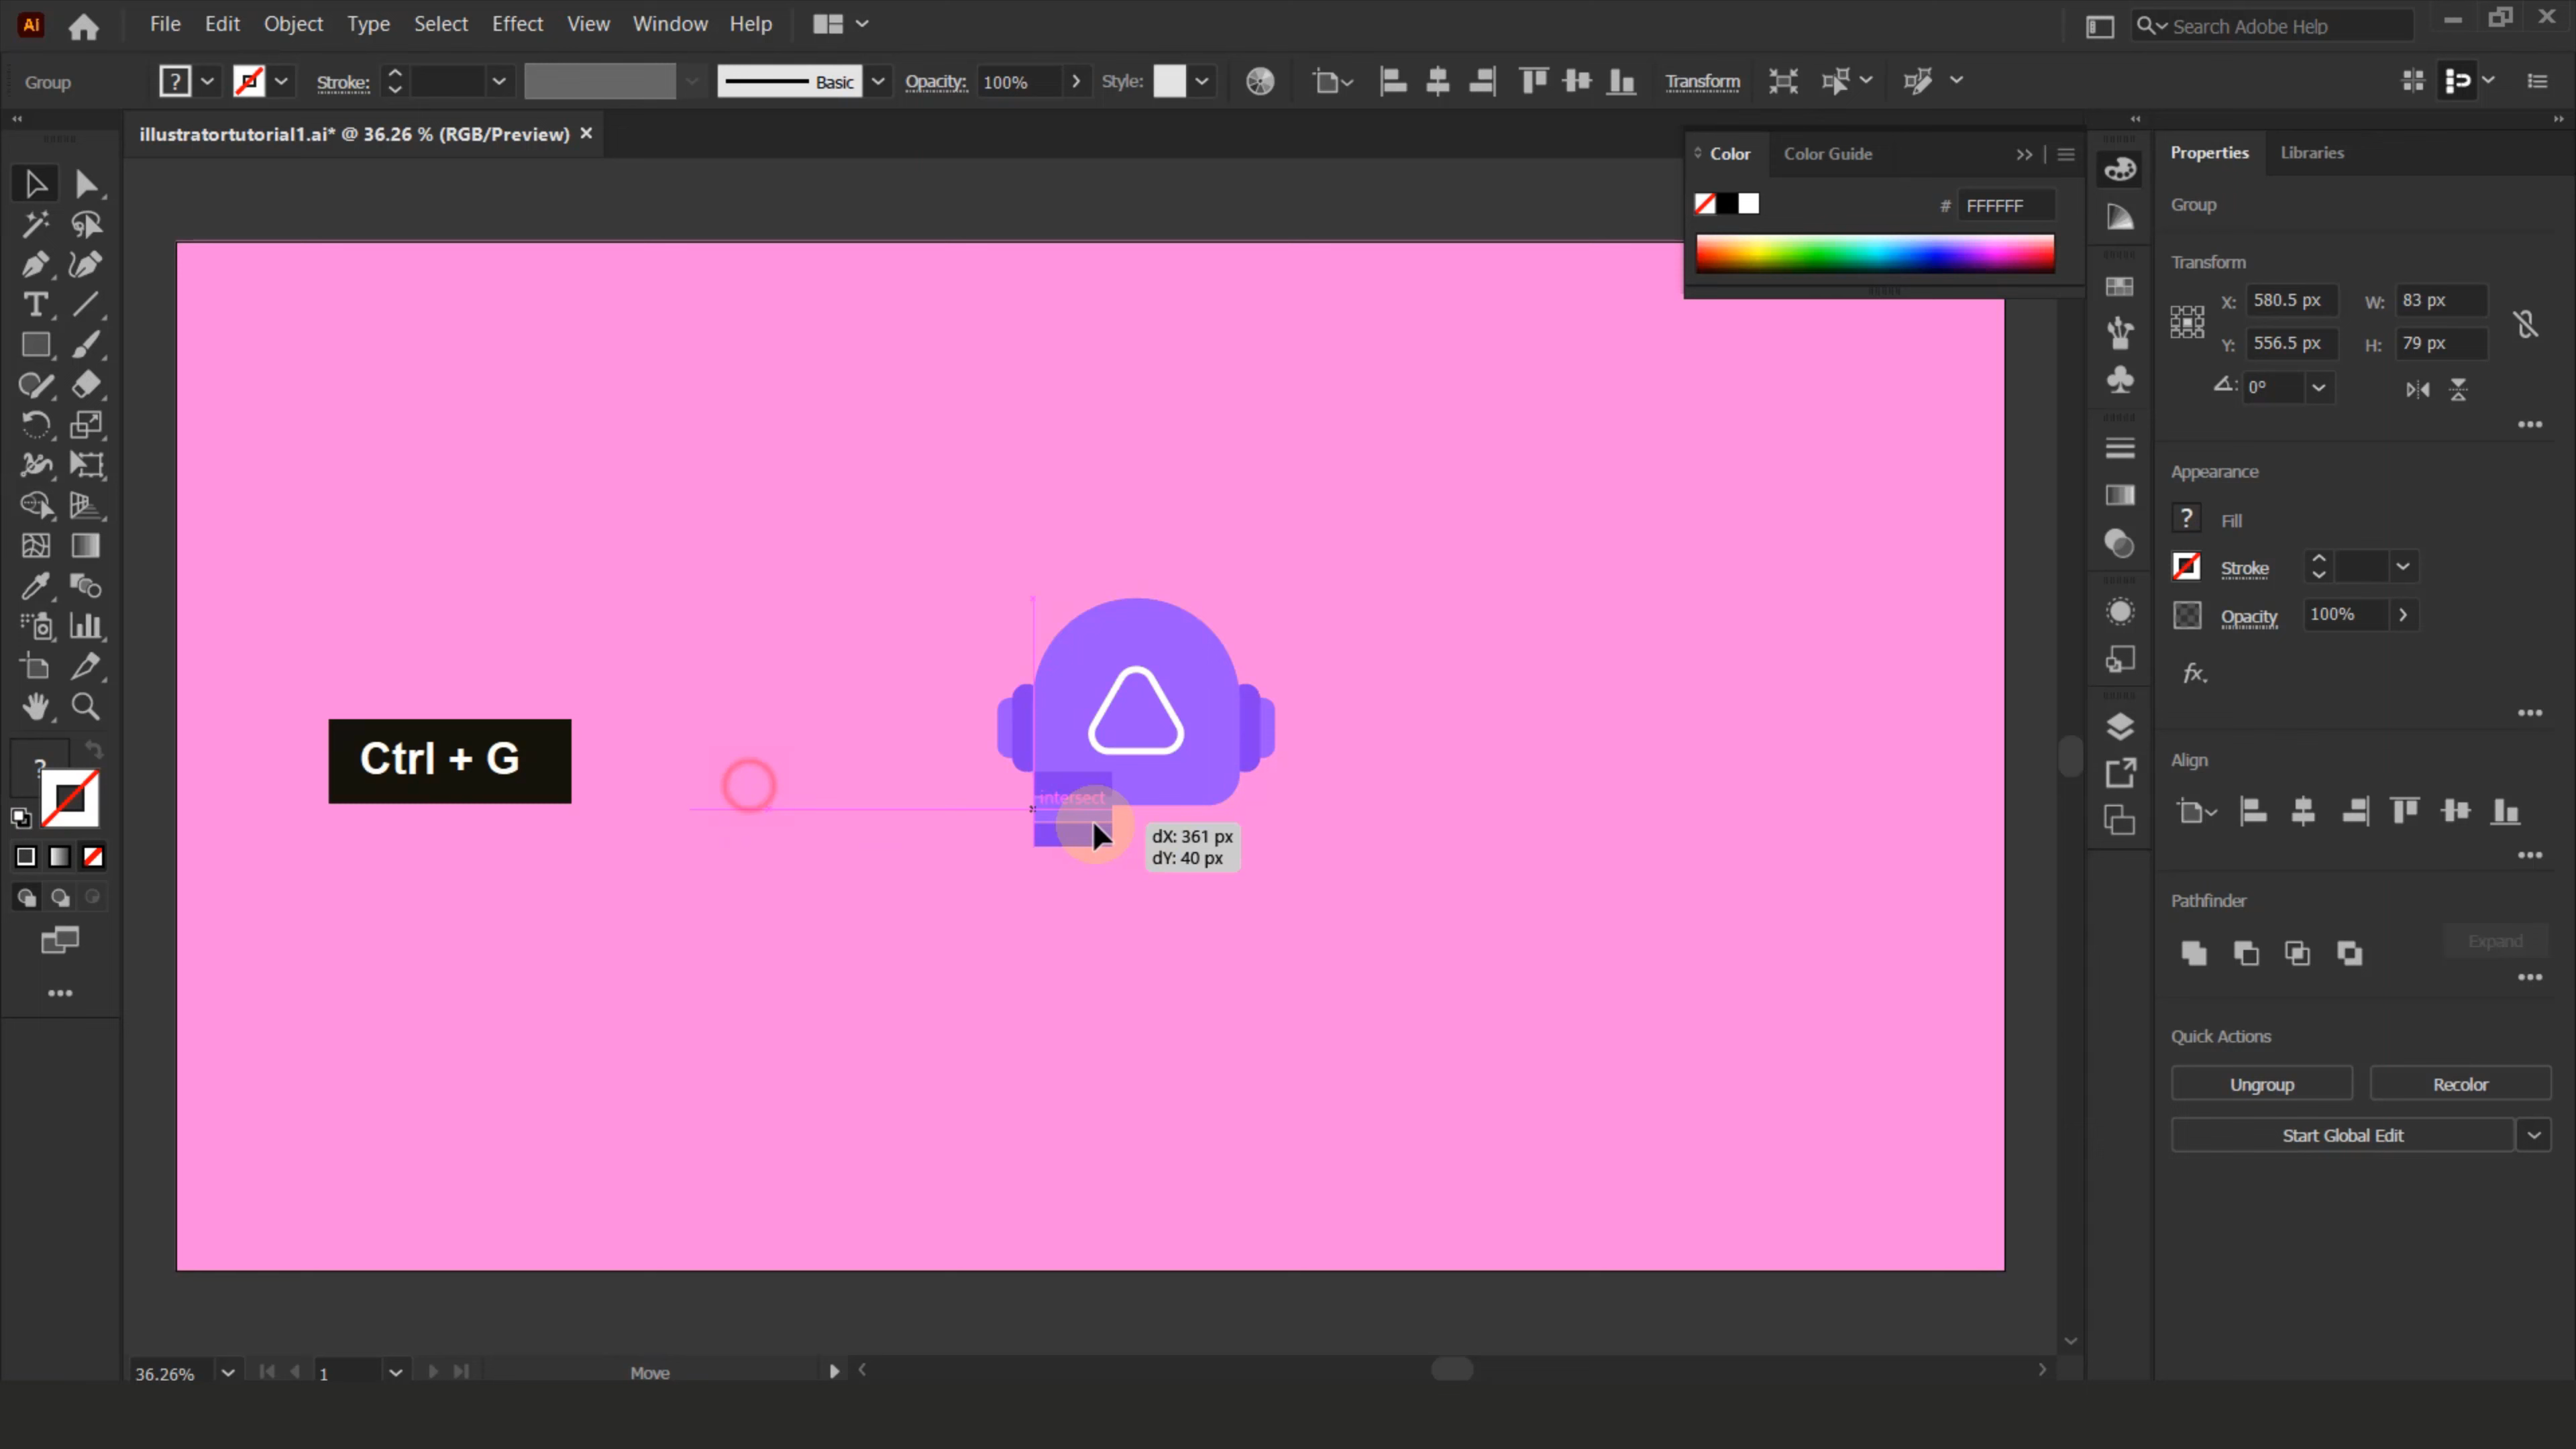 Ai File Edit Object Type Select Effect View Window Help Search Adobe Help
Group ? Stroke: Basic Opacity: 100% Style: Transform
illustratortutorial1.ai* @ 36.26 % (RGB/Preview) ×
Color Color Guide
# FFFFFF
Properties Libraries
Group
Transform
X: 580.5 px W: 83 px
Y: 556.5 px H: 79 px
0°
Appearance
? Fill
Stroke
Opacity 100%
fx.
Align
Pathfinder
Expand
Quick Actions
Ungroup Recolor
Start Global Edit
Ctrl + G
intersect
dX: 361 px
dY: 40 px
?
36.26% 1 Move